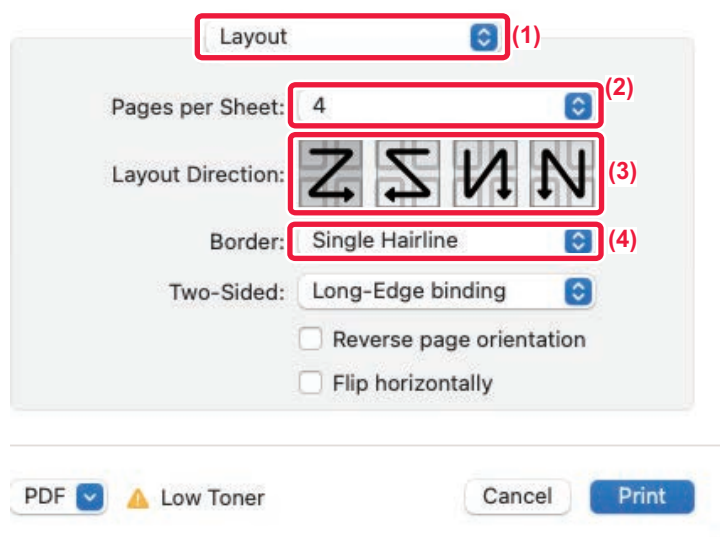 Layout (1)
Pages per Sheet: 4 (2)
Layout Direction: (3)
Border: Single Hairline (4)
Two-Sided: Long-Edge binding
Reverse page orientation
Flip horizontally
PDF Low Toner Cancel Print